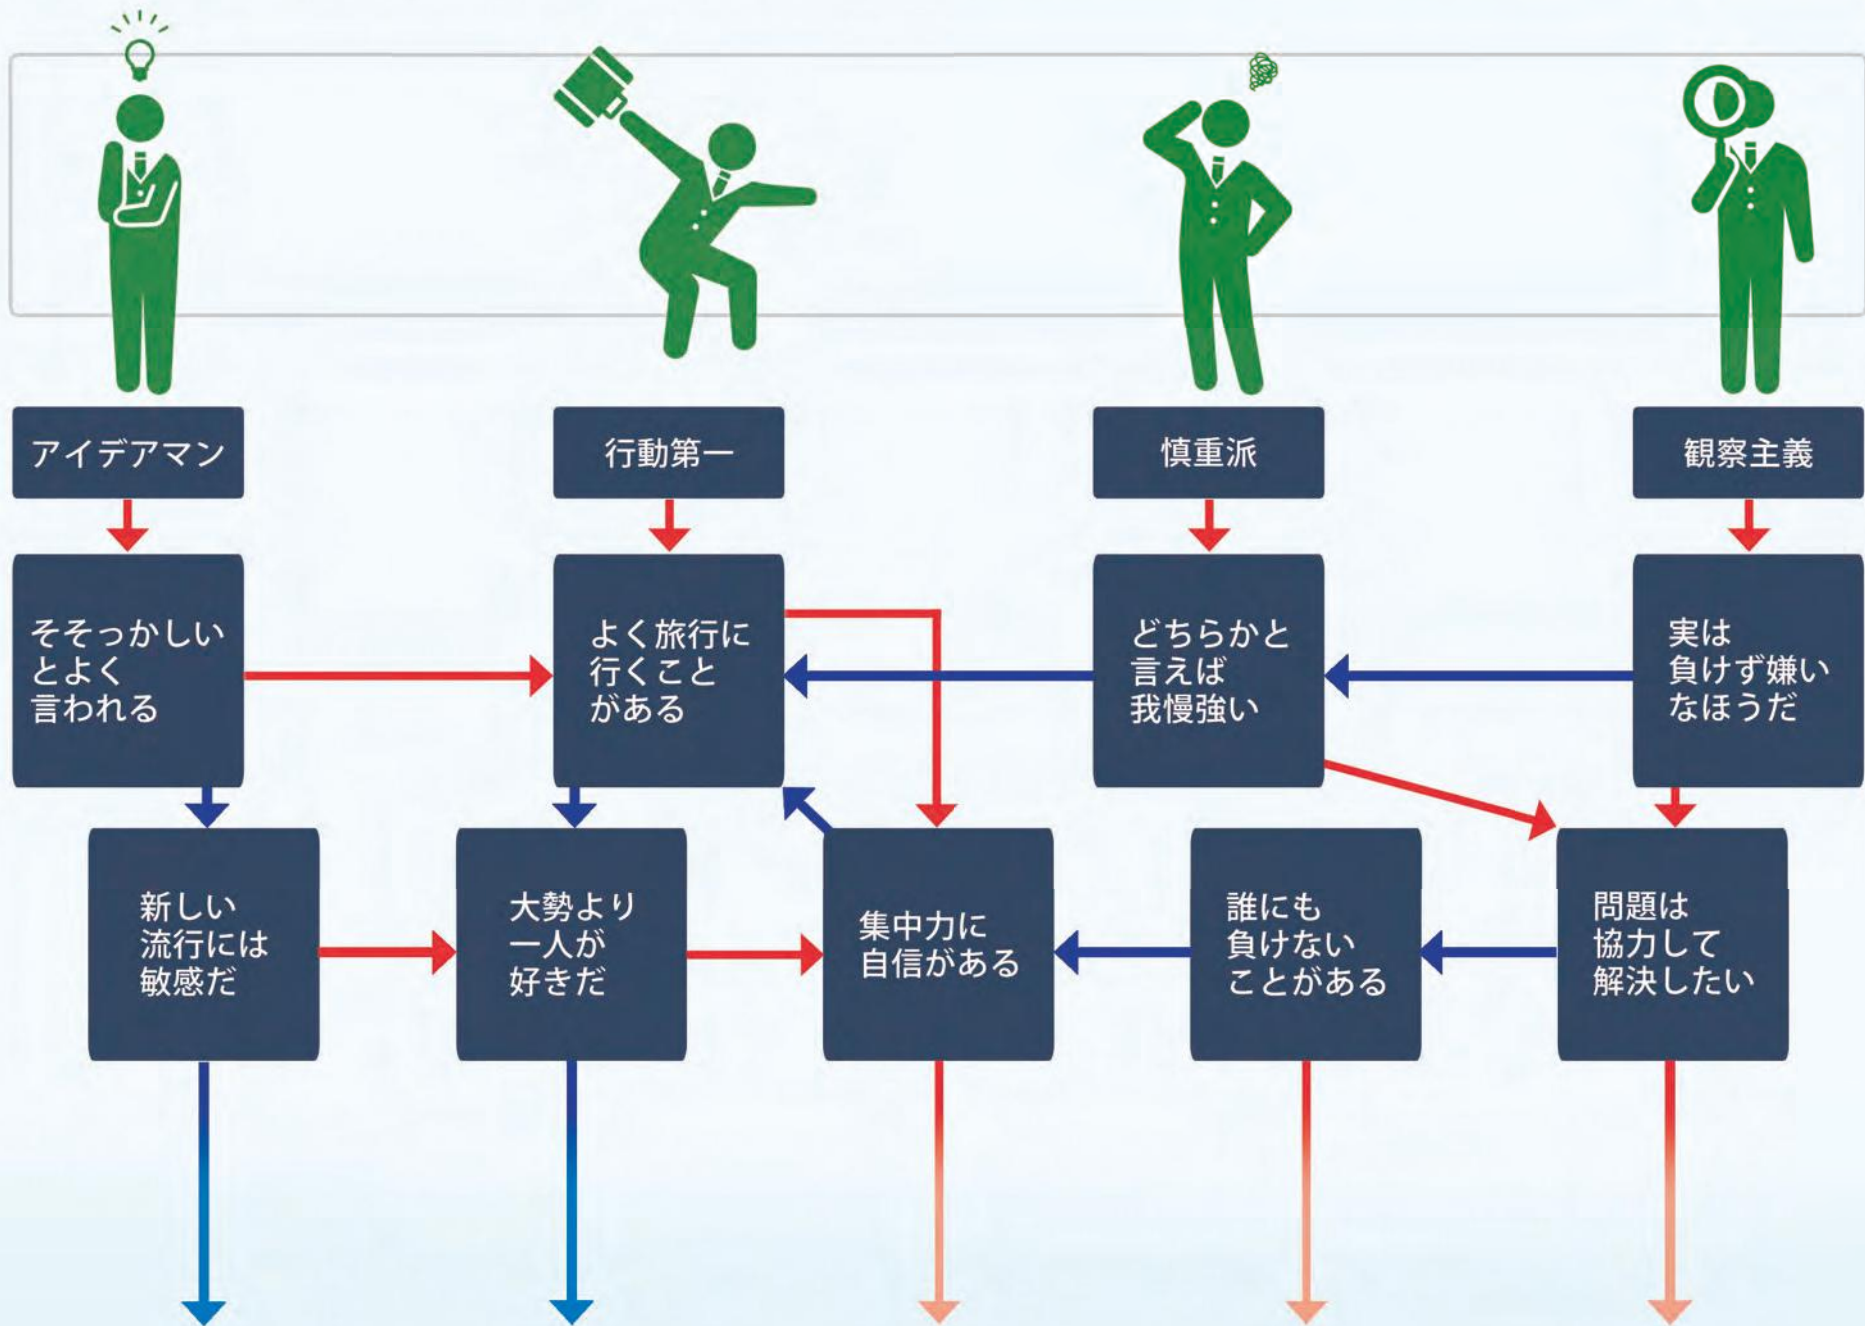 アイデアマン
行動第一
慎重派
観察主義
そそっかしい
とよく
言われる
よく旅行に
行くこと
がある
どちらかと
言えば
我慢強い
実は
負けず嫌い
なほうだ
新しい
流行には
敏感だ
大勢より
一人が
好きだ
集中力に
自信がある
誰にも
負けない
ことがある
問題は
協力して
解決したい